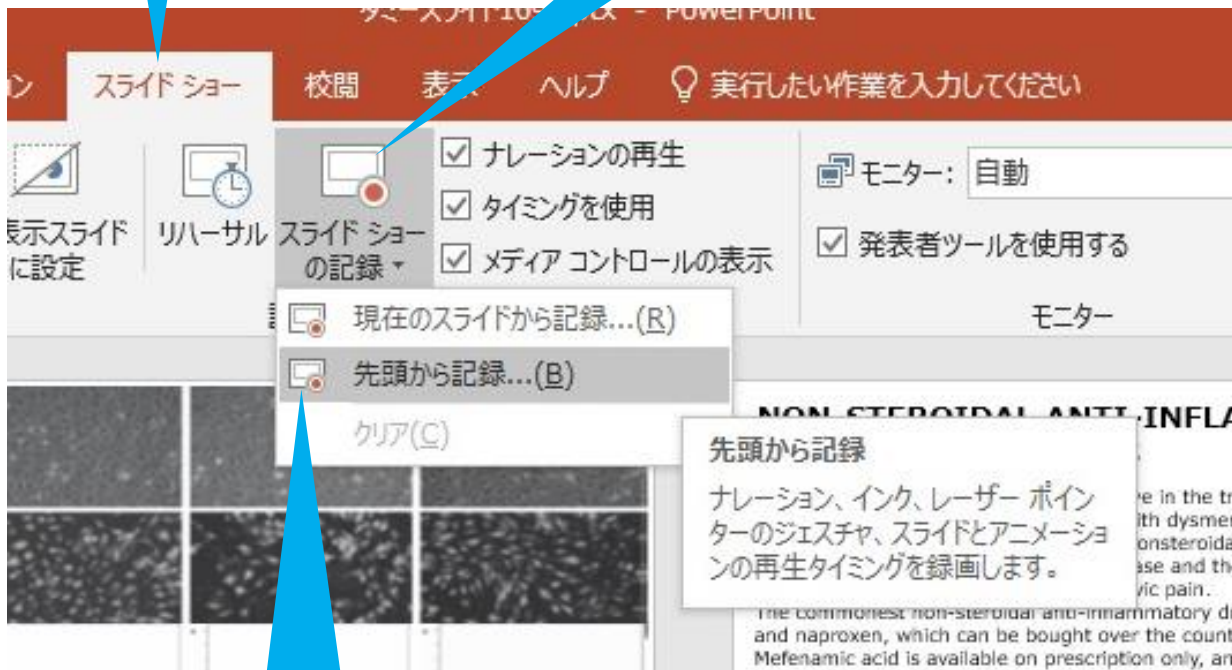 - PowerPoint
スライド ショー 校閲 表示 ヘルプ 実行したい作業を入力してください
表示スライド
に設定
リハーサル
スライド ショー
の記録
ナレーションの再生
タイミングを使用
メディア コントロールの表示
モニター: 自動
発表者ツールを使用する
モニター
現在のスライドから記録...(R)
先頭から記録...(B)
クリア(C)
先頭から記録
ナレーション、インク、レーザー ポイン
ターのジェスチャ、スライドとアニメーショ
ンの再生タイミングを録画します。
NON-STEROIDAL ANTI-INFLA
in the
dysme
ase and
pain.
The commonest non-steroidal anti-inflammatory
and naproxen, which can be bought over the
Mefenamic acid is available on prescription only,